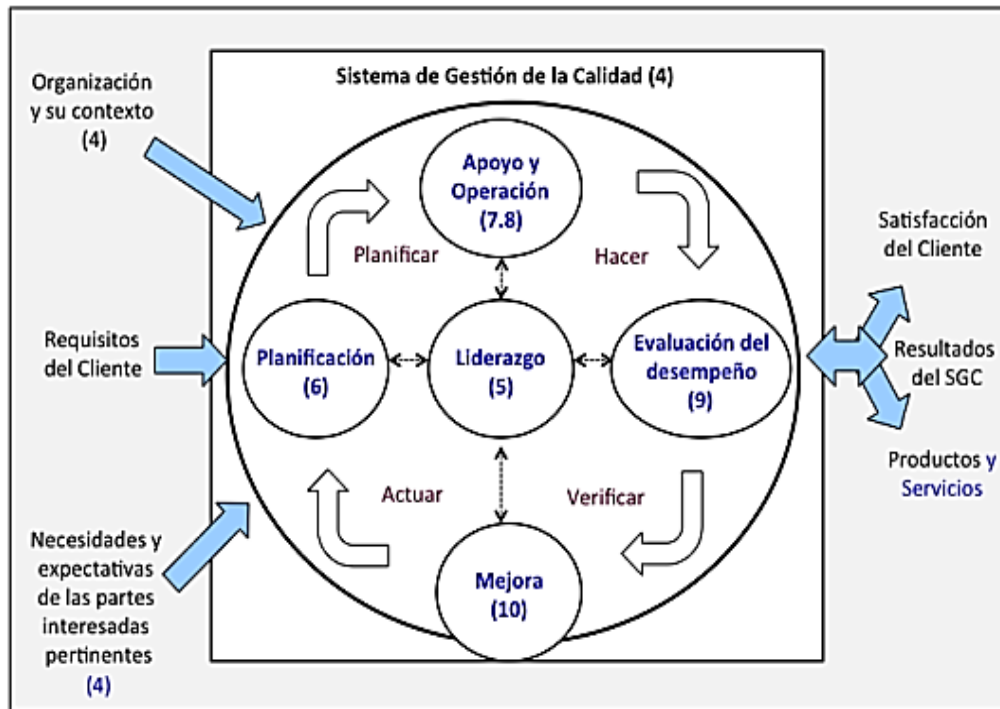 Sistema de Gestión de la Calidad (4)
Organización
y su contexto
(4)
Requisitos
del Cliente
Necesidades y
expectativas
de las partes
interesadas
pertinentes
(4)
Apoyo y
Operación
(7.8)
Planificar
Hacer
Planificación
(6)
Liderazgo
(5)
Evaluación del
desempeño
(9)
Actuar
Verificar
Mejora
(10)
Satisfacción
del Cliente
Resultados
del SGC
Productos y
Servicios